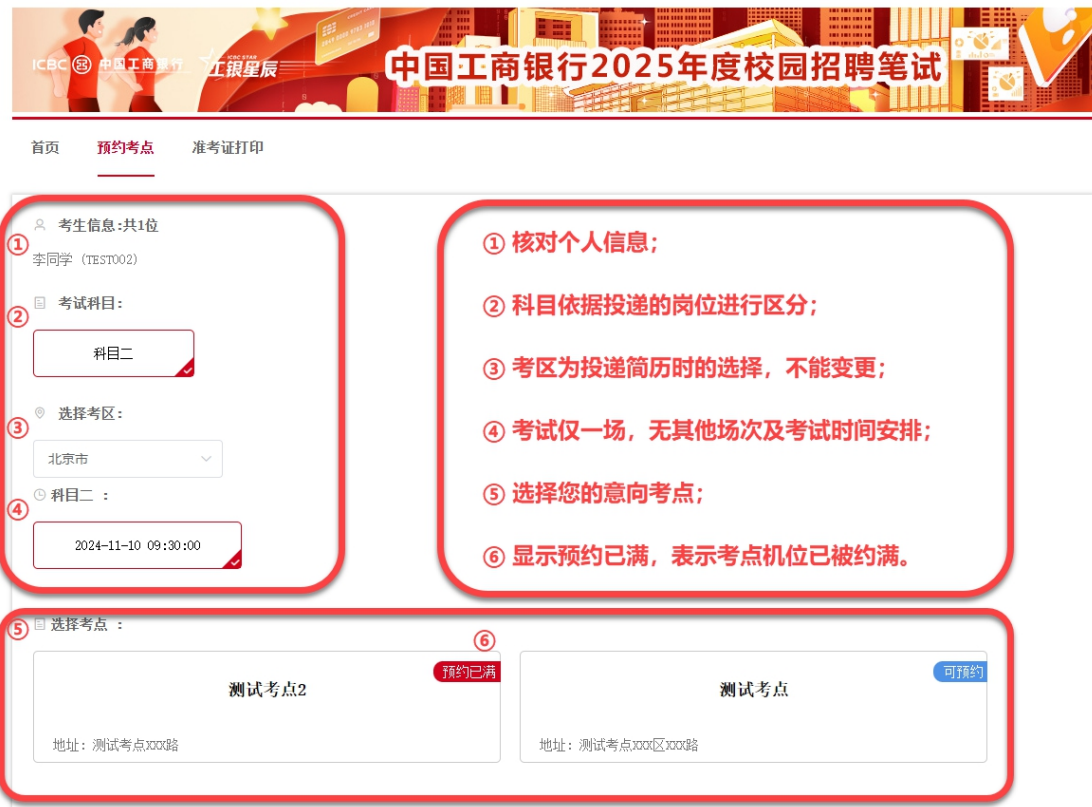 ICBC 中国工商银行
ICBC STAR
工银星辰
中国工商银行2025年度校园招聘笔试
首页 预约考点 准考证打印
考生信息:共1位
①
李同学 (TEST002)
考试科目:
②
科目二
选择考区:
③
北京市
科目二 :
④
2024-11-10 09:30:00
① 核对个人信息;
② 科目依据投递的岗位进行区分;
③ 考区为投递简历时的选择，不能变更;
④ 考试仅一场，无其他场次及考试时间安排;
⑤ 选择您的意向考点;
⑥ 显示预约已满，表示考点机位已被约满。
⑤ 选择考点 :
⑥
预约已满
测试考点2
地址: 测试考点XXX路
可预约
测试考点
地址: 测试考点XXX区XXX路